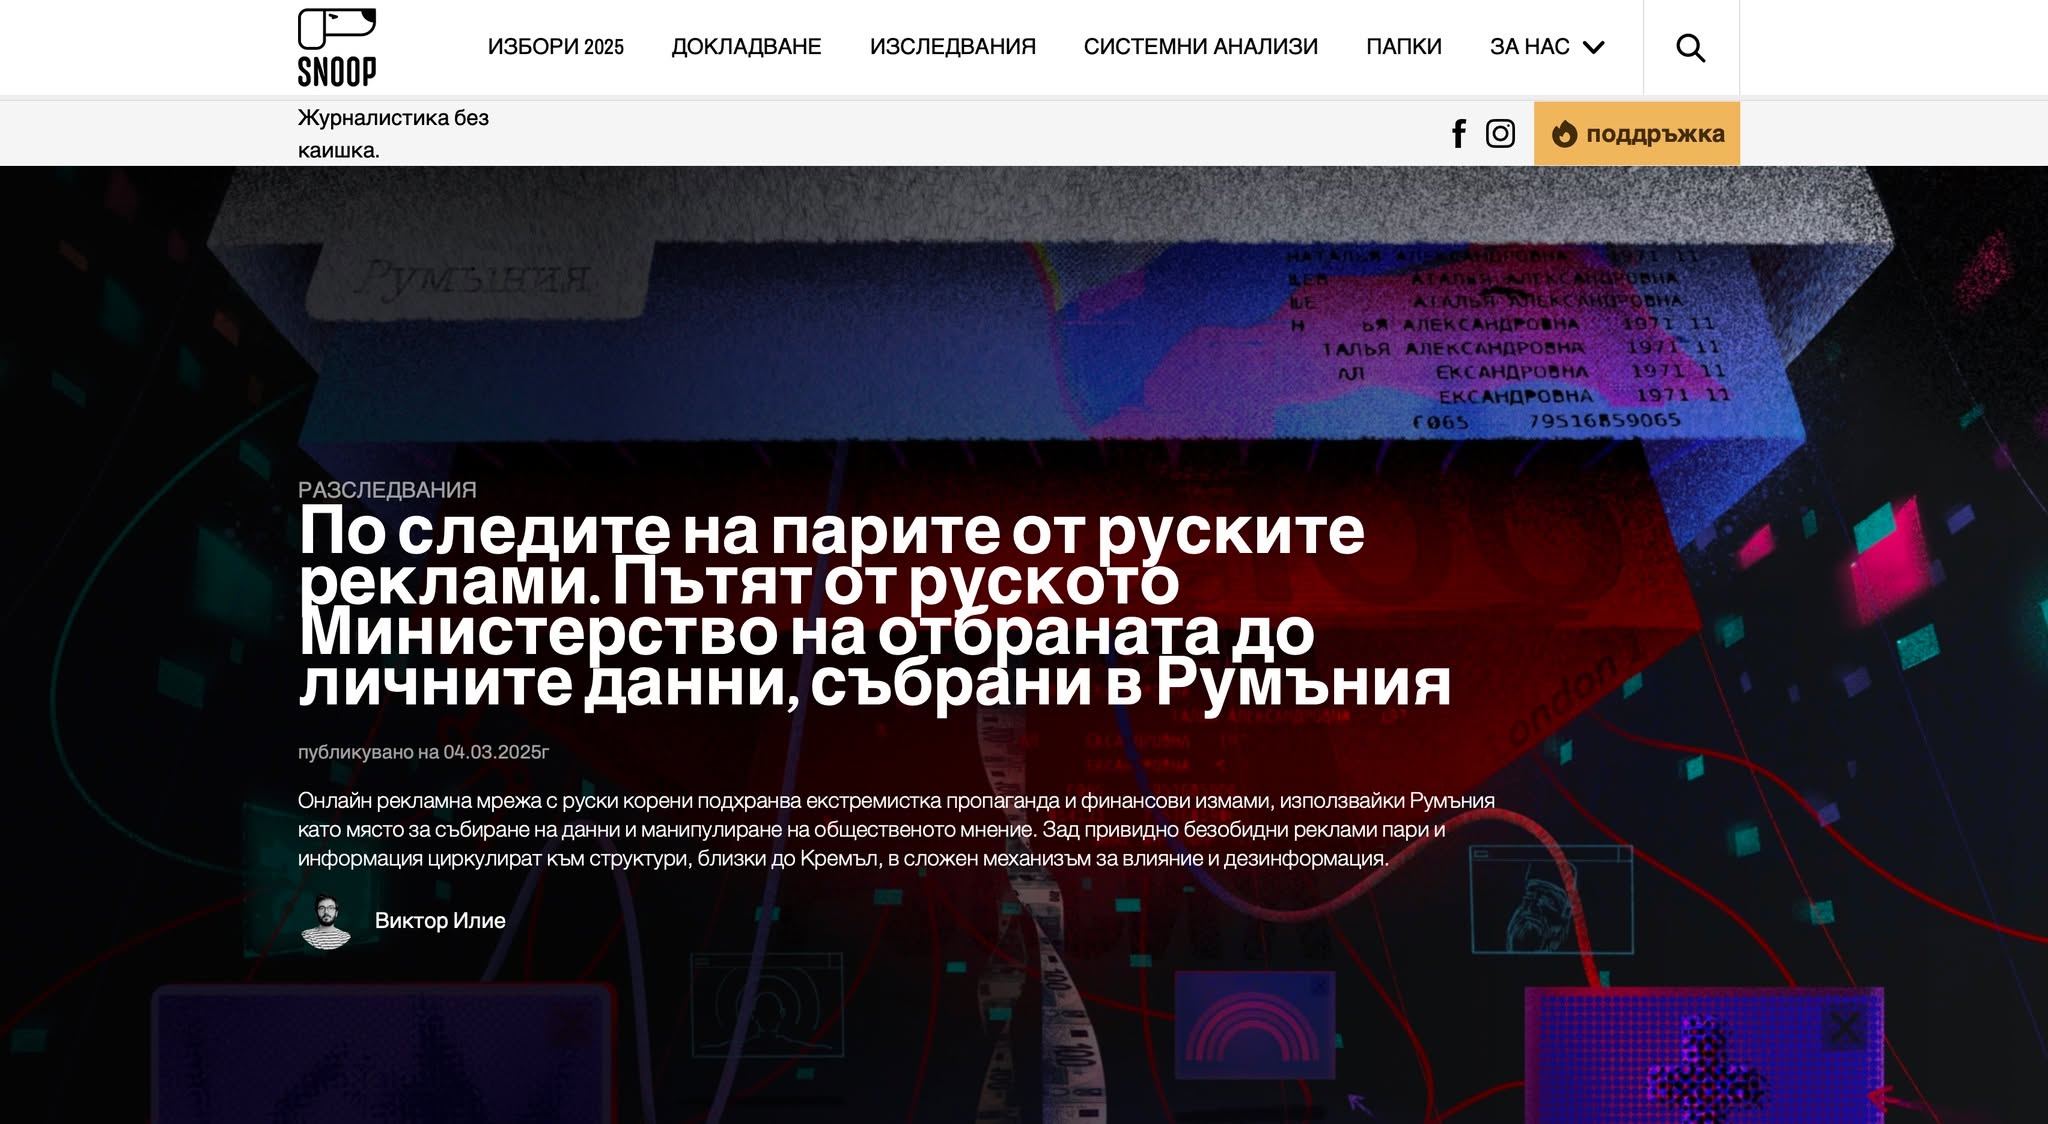 SNOOP
ИЗБОРИ 2025
ДОКЛАДВАНЕ
ИЗСЛЕДВАНИЯ
СИСТЕМНИ АНАЛИЗИ
ПАПКИ
ЗА НАС
Журналистика без
каишка.
поддръжка
Румъния
НАТАЛЬЯ АЛЕКСАНДРОВНА 1971 11
ШЕВ АТАЛЬЯ АЛЕКСАНДРОВНА
ШЕ АТАЛЬЯ АЛЕКСАНДРОВНА
Н ЬЯ АЛЕКСАНДРОВНА 1971 11
ТАЛЬЯ АЛЕКСАНДРОВНА 1971 11
ЕКСАНДРОВНА 1971 11
ЕКСАНДРОВНА 1971 11
79516859065
РАЗСЛЕДВАНИЯ
По следите на парите от руските
реклами. Пътят от руското
Министерство на отбраната до
личните данни, събрани в Румъния
ondon 1
публикувано на 04.03.2025г
Онлайн рекламна мрежа с руски корени подхранва екстремистка пропаганда и финансови измами, използвайки Румъния
като място за събиране на данни и манипулиране на общественото мнение. Зад привидно безобидни реклами пари и
информация циркулират към структури, близки до Кремъл, в сложен механизъм за влияние и дезинформация.
Виктор Илие